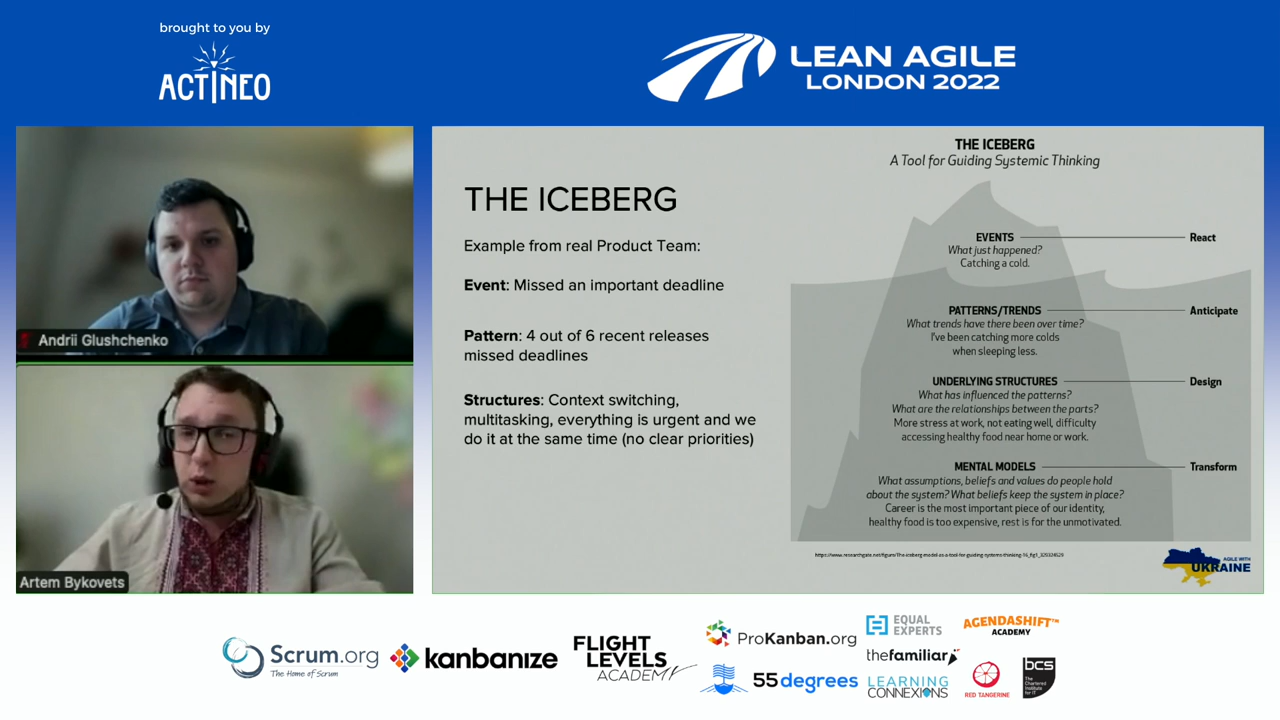 brought to you by
ACTINEO
LEAN AGILE
LONDON 2022
Andrii Glushchenko
Artem Bykovets
THE ICEBERG
Example from real Product Team:
Event: Missed an important deadline
Pattern: 4 out of 6 recent releases
missed deadlines
Structures: Context switching,
multitasking, everything is urgent and we
do it at the same time (no clear priorities)
THE ICEBERG
A Tool for Guiding Systemic Thinking
EVENTS
React
What just happened?
Catching a cold.
PATTERNS/TRENDS
Anticipate
What trends have there been over time?
I've been catching more colds
when sleeping less.
UNDERLYING STRUCTURES
Design
What has influenced the patterns?
What are the relationships between the parts?
More stress at work, not eating well, difficulty
accessing healthy food near home or work.
MENTAL MODELS
Transform
What assumptions, beliefs and values do people hold
about the system? What beliefs keep the system in place?
Career is the most important piece of our identity,
healthy food is too expensive, rest is for the unmotivated.
AGILE WITH
UKRAINE
Scrum.org
The Home of Scrum
kanbanize
FLIGHT
LEVELS
ACADEMY
ProKanban.org
55degrees
EQUAL
EXPERTS
thefamiliar
LEARNING
CONNEXIONS
AGENDASHIFT™
ACADEMY
RED TANGERINE
bcs
The
Chartered
Institute
for IT